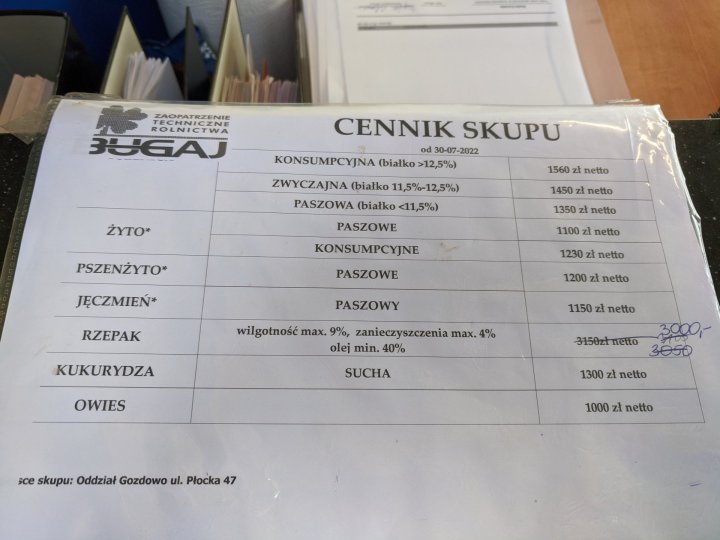 ZAOPATRZENIE
TECHNICZNE
ROLNICTWA
BUGAJ
CENNIK SKUPU
od 30-07-2022
KONSUMPCYJNA (białko >12,5%) 1560 zł netto
ZWYCZAJNA (białko 11,5%-12,5%) 1450 zł netto
PASZOWA (białko <11,5%) 1350 zł netto
ŻYTO* PASZOWE 1100 zł netto
KONSUMPCYJNE 1230 zł netto
PSZENŻYTO* PASZOWE 1200 zł netto
JĘCZMIEŃ* PASZOWY 1150 zł netto
RZEPAK wilgotność max. 9%, zanieczyszczenia max. 4% 3150zł netto 3000,-
olej min. 40% 3050
KUKURYDZA SUCHA 1300 zł netto
OWIES 1000 zł netto
sce skupu: Oddział Gozdowo ul. Płocka 47